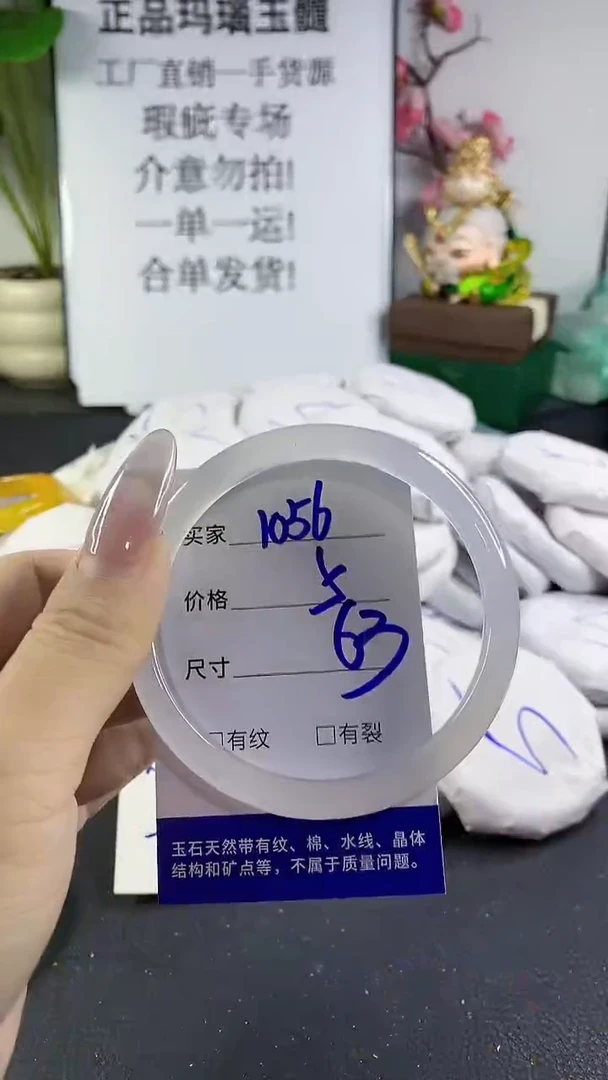 正品玛瑙玉髓
工厂直销一手货源
瑕疵专场
介意勿拍!
一单一运!
合单发货!
买家 1056
价格
尺寸 63
□有纹 □有裂
玉石天然带有纹、棉、水线、晶体
结构和矿点等，不属于质量问题。